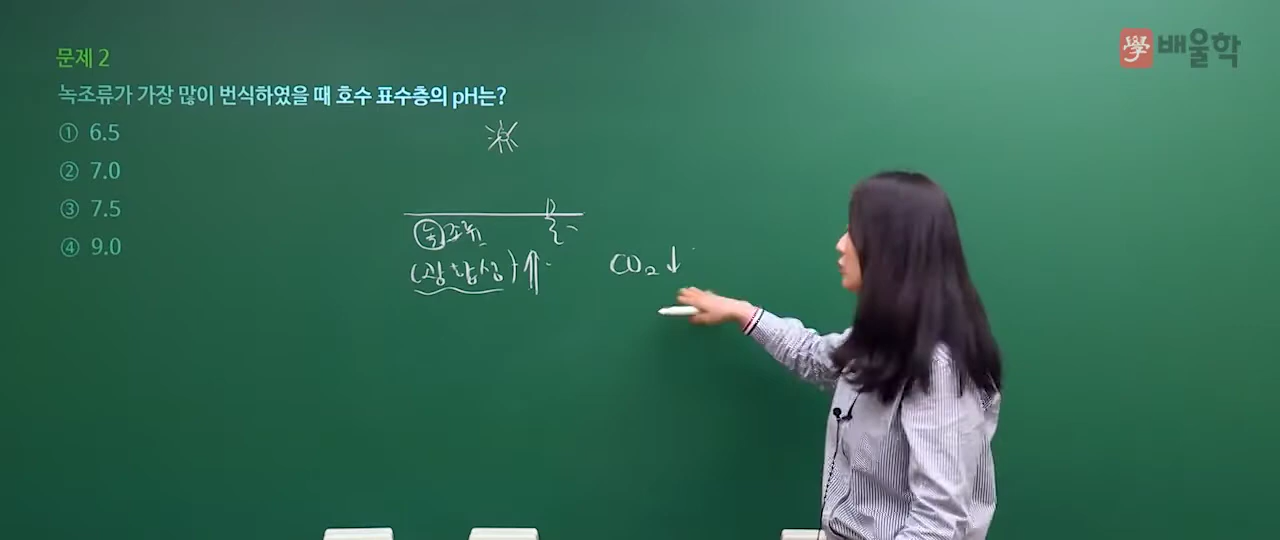 學 배울학
문제 2
녹조류가 가장 많이 번식하였을 때 호수 표수층의 pH는?
① 6.5
② 7.0
③ 7.5
④ 9.0
녹조류
(광합성)⇑
CO₂↓